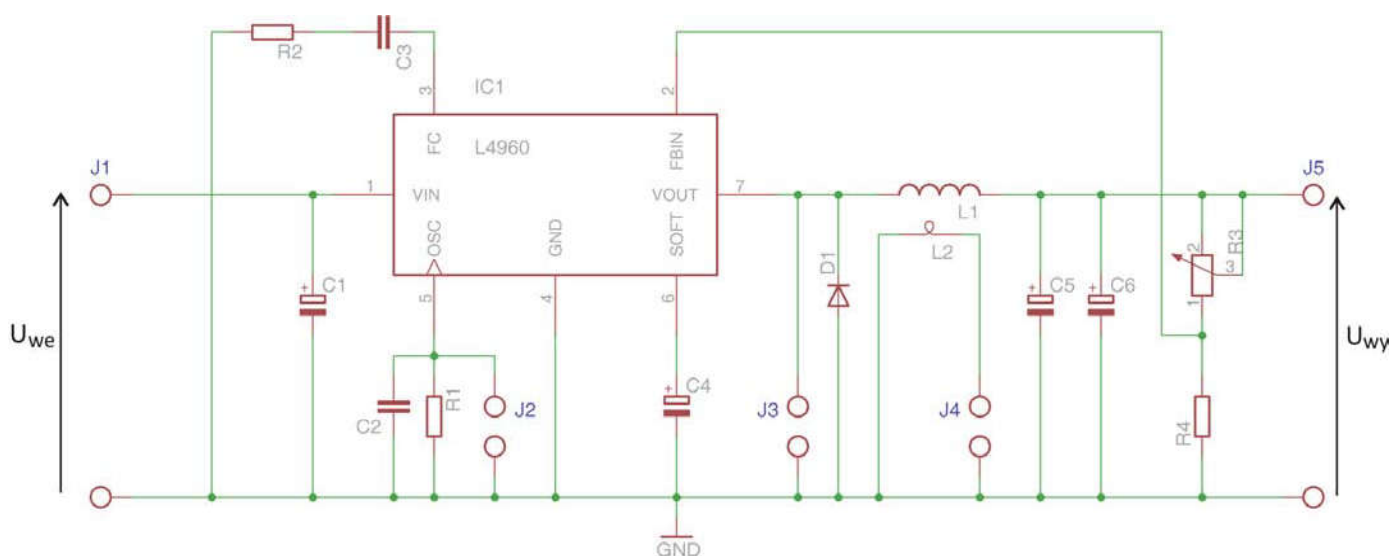 R2
C3
3
IC1
2
L4960
FC
FBIN
J1
1
VIN
VOUT
7
J5
L1
OSC
GND
SOFT
L2
D1
2
R3
3
1
C1
5
4
6
C5
C6
Uwe
Uwy
+
+
+
+
C4
C2
R1
J2
J3
J4
R4
GND